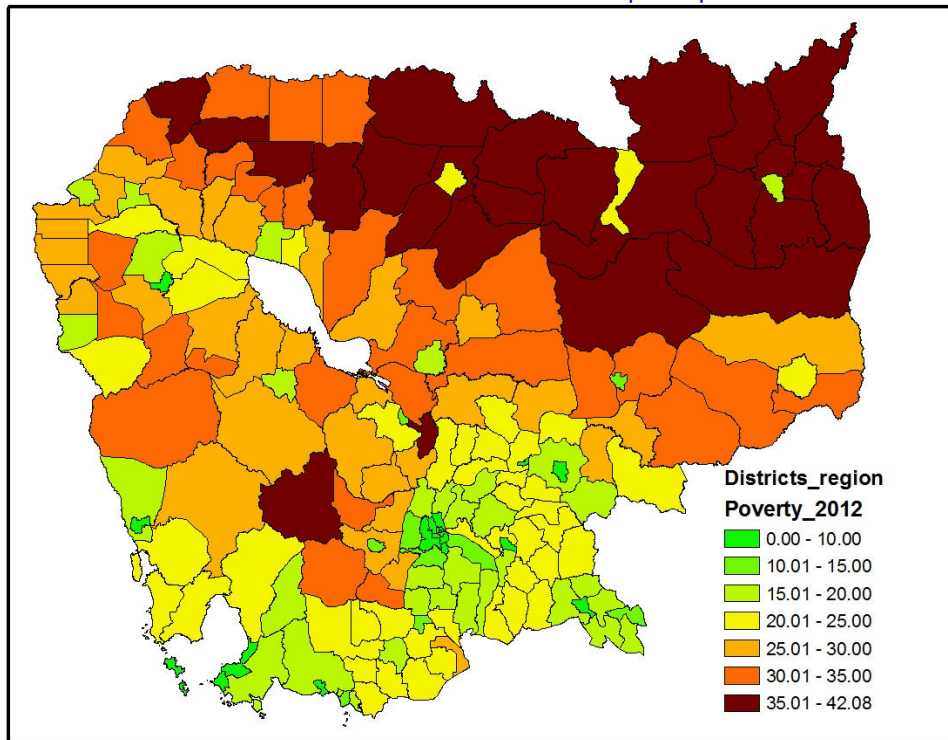 Districts_region
Poverty_2012
0.00 - 10.00
10.01 - 15.00
15.01 - 20.00
20.01 - 25.00
25.01 - 30.00
30.01 - 35.00
35.01 - 42.08